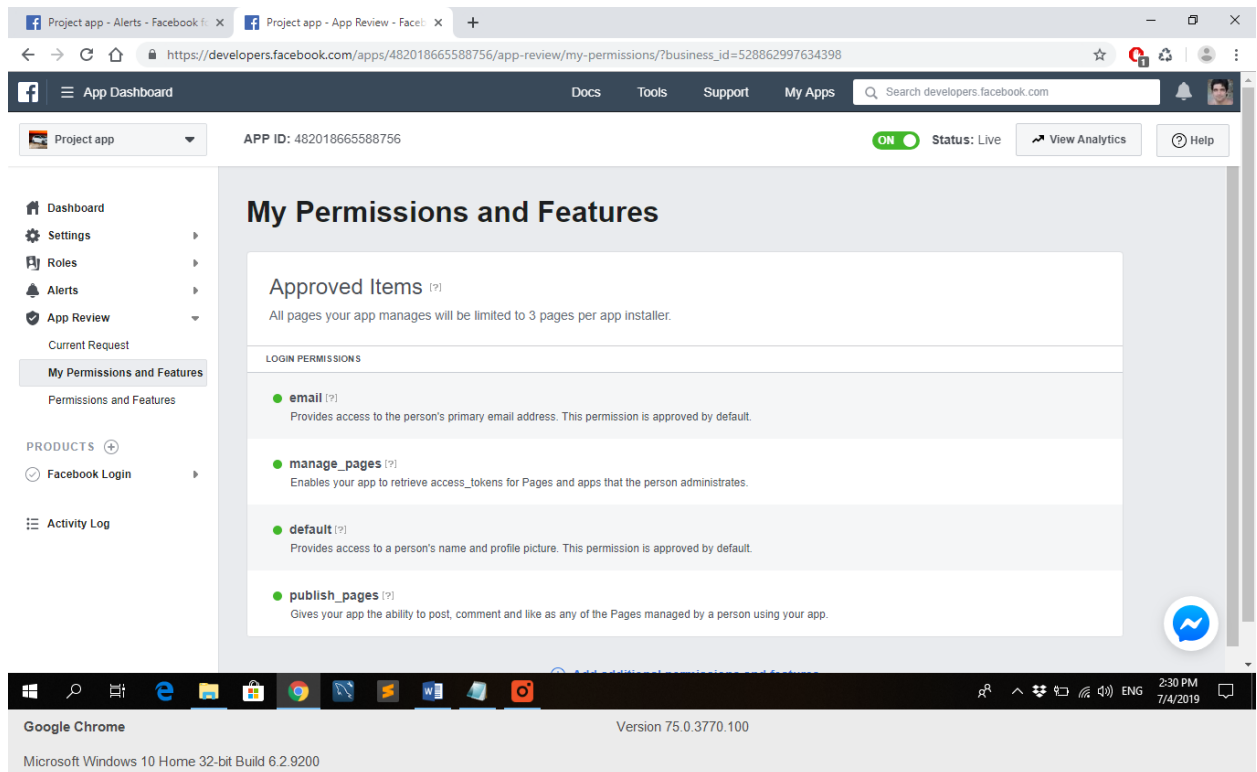 Project app - Alerts - Facebook fo
Project app - App Review - Faceb
https://developers.facebook.com/apps/482018665588756/app-review/my-permissions/?business_id=528862997634398
1
App Dashboard
Docs
Tools
Support
My Apps
Search developers.facebook.com
Project app
APP ID: 482018665588756
ON
Status: Live
View Analytics
Help
Dashboard
Settings
Roles
Alerts
App Review
Current Request
My Permissions and Features
Permissions and Features
PRODUCTS
Facebook Login
Activity Log
My Permissions and Features
Approved Items [?]
All pages your app manages will be limited to 3 pages per app installer.
LOGIN PERMISSIONS
email [?]
Provides access to the person's primary email address. This permission is approved by default.
manage_pages [?]
Enables your app to retrieve access_tokens for Pages and apps that the person administrates.
default [?]
Provides access to a person's name and profile picture. This permission is approved by default.
publish_pages [?]
Gives your app the ability to post, comment and like as any of the Pages managed by a person using your app.
Add additional permissions and features
ENG
2:30 PM
7/4/2019
Google Chrome
Version 75.0.3770.100
Microsoft Windows 10 Home 32-bit Build 6.2.9200